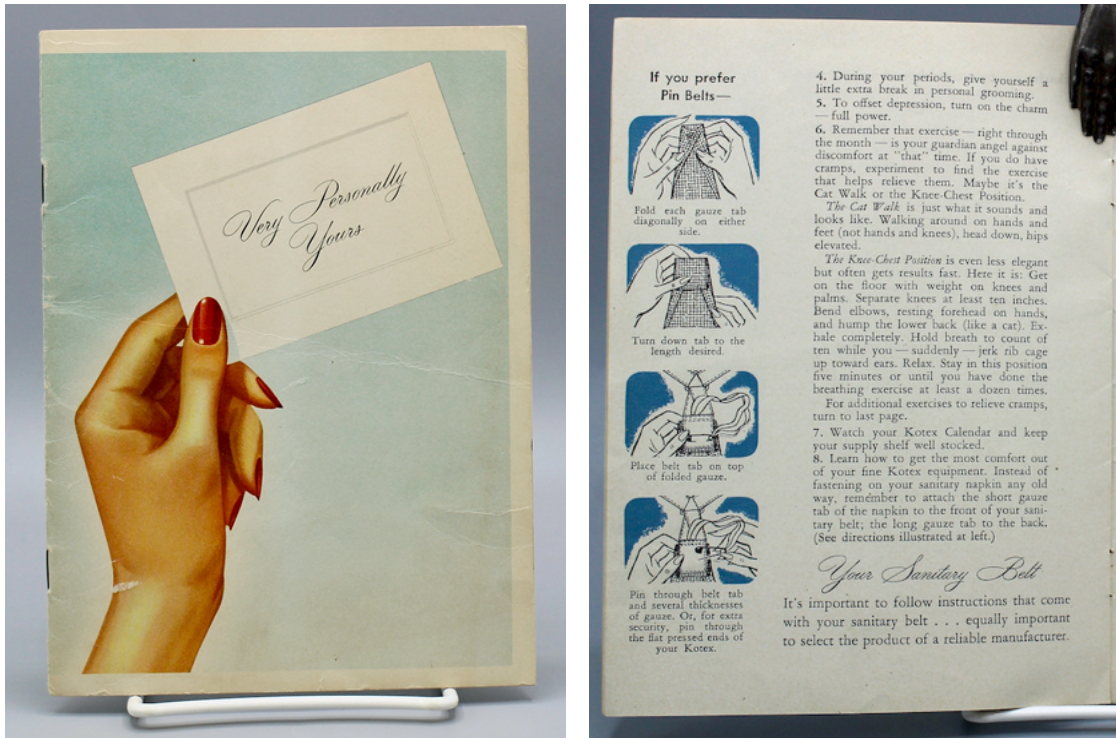 Very Personally
Yours
If you prefer
Pin Belts—
Fold each gauze tab
diagonally on either
side.
Turn down tab to the
length desired.
Place belt tab on top
of folded gauze.
Pin through belt tab
and several thicknesses
of gauze. Or, for extra
security, pin through
the flat pressed ends of
your Kotex.
4. During your periods, give yourself a
little extra break in personal grooming.
5. To offset depression, turn on the charm
— full power.
6. Remember that exercise — right through
the month — is your guardian angel against
discomfort at "that" time. If you do have
cramps, experiment to find the exercise
that helps relieve them. Maybe it's the
Cat Walk or the Knee-Chest Position.
The Cat Walk is just what it sounds and
looks like. Walking around on hands and
feet (not hands and knees), head down, hips
elevated.
The Knee-Chest Position is even less elegant
but often gets results fast. Here it is: Get
on the floor with weight on knees and
palms. Separate knees at least ten inches.
Bend elbows, resting forehead on hands,
and hump the lower back (like a cat). Ex-
hale completely. Hold breath to count of
ten while you — suddenly — jerk rib cage
up toward ears. Relax. Stay in this position
five minutes or until you have done the
breathing exercise at least a dozen times.
For additional exercises to relieve cramps,
turn to last page.
7. Watch your Kotex Calendar and keep
your supply shelf well stocked.
8. Learn how to get the most comfort out
of your fine Kotex equipment. Instead of
fastening on your sanitary napkin any old
way, remember to attach the short gauze
tab of the napkin to the front of your sani-
tary belt; the long gauze tab to the back.
(See directions illustrated at left.)
Your Sanitary Belt
It's important to follow instructions that come
with your sanitary belt . . . equally important
to select the product of a reliable manufacturer.